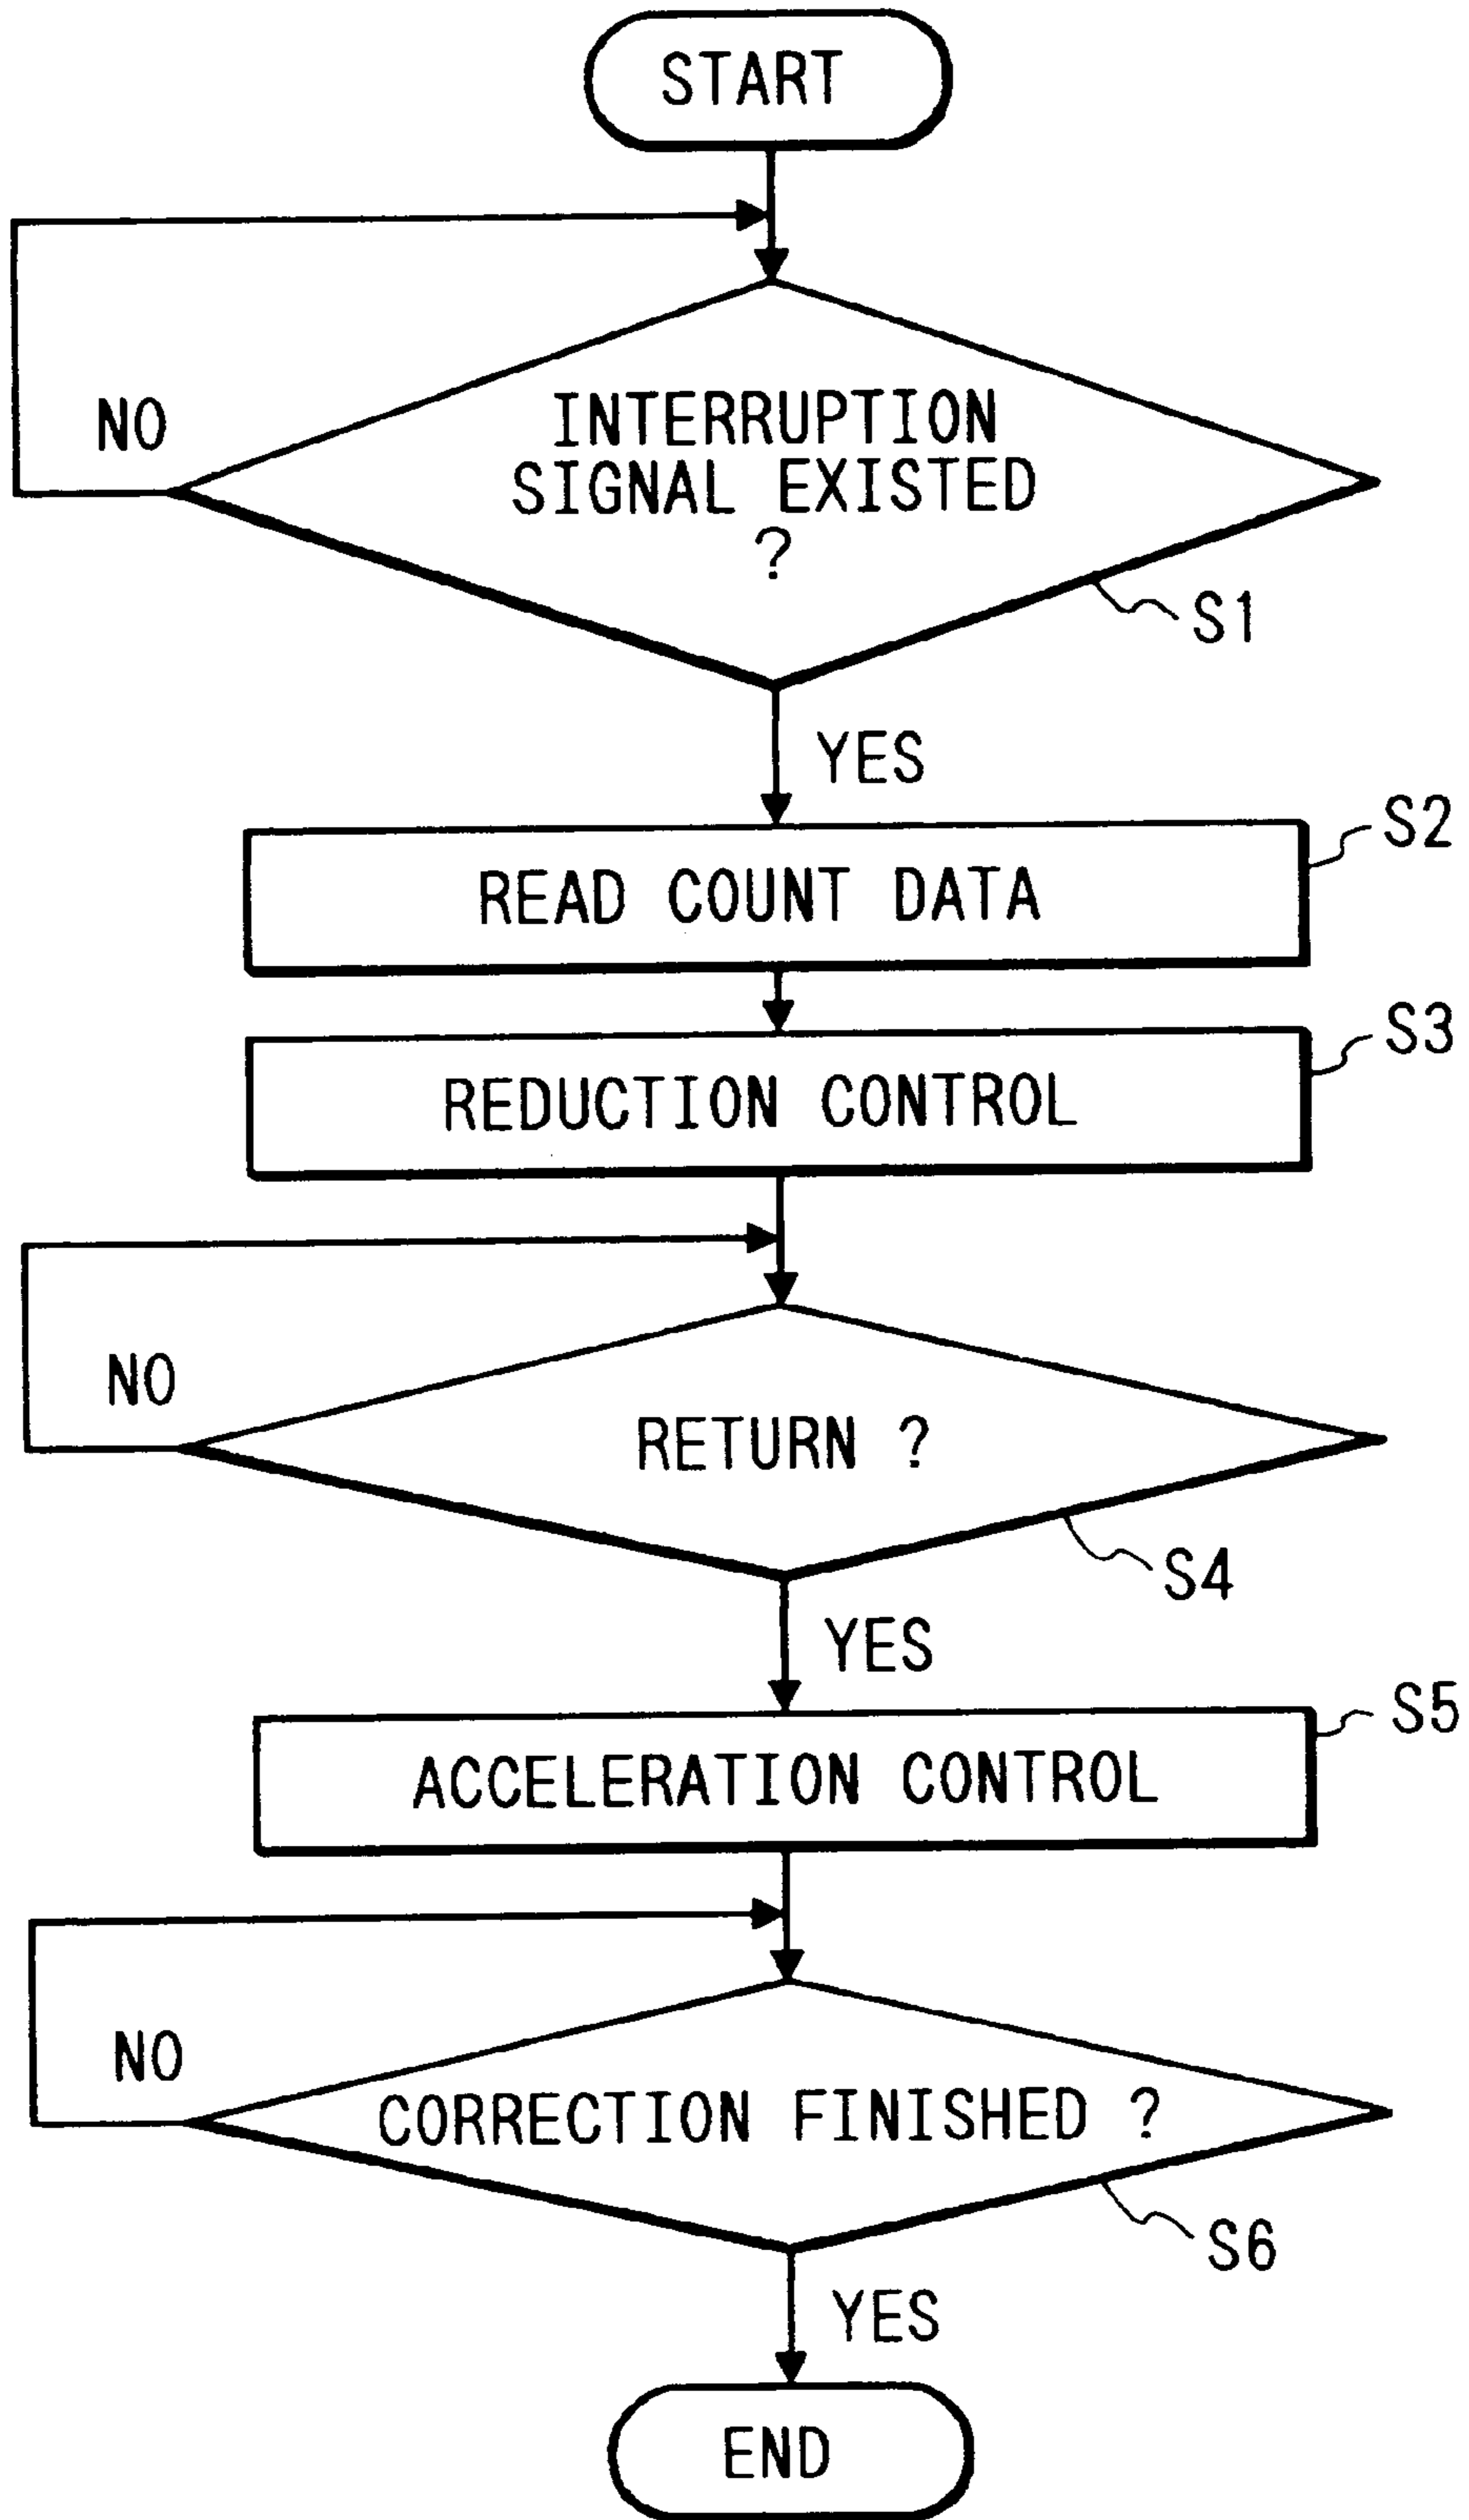 START
NO
INTERRUPTION
SIGNAL EXISTED
?
S1
YES
S2
READ COUNT DATA
S3
REDUCTION CONTROL
NO
RETURN ?
S4
YES
S5
ACCELERATION CONTROL
NO
CORRECTION FINISHED ?
S6
YES
END